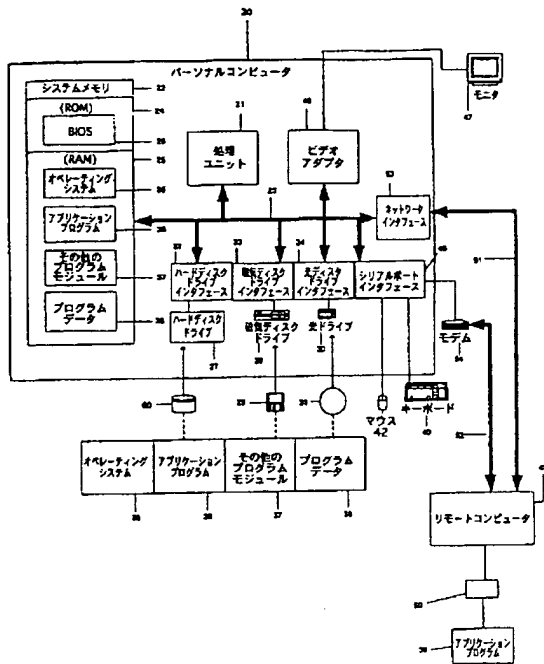 20
パーソナルコンピュータ
システムメモリ
22
(ROM)
24
BIOS
26
(RAM)
25
オペレーティング
システム
35
アプリケーション
プログラム
36
その他の
プログラム
モジュール
37
プログラム
データ
38
21
処理
ユニット
48
ビデオ
アダプタ
モニタ
47
23
53
ネットワーク
インタフェース
32
ハードディスク
ドライブ
インタフェース
33
磁気ディスク
ドライブ
インタフェース
34
光ディスク
ドライブ
インタフェース
46
シリアルポート
インタフェース
ハードディスク
ドライブ
27
磁気ディスク
ドライブ
28
光ドライブ
30
モデム
54
51
52
60
29
31
マウス
42
キーボード
40
オペレーティング
システム
35
アプリケーション
プログラム
36
その他の
プログラム
モジュール
37
プログラム
データ
38
リモートコンピュータ
50
アプリケーション
プログラム
36